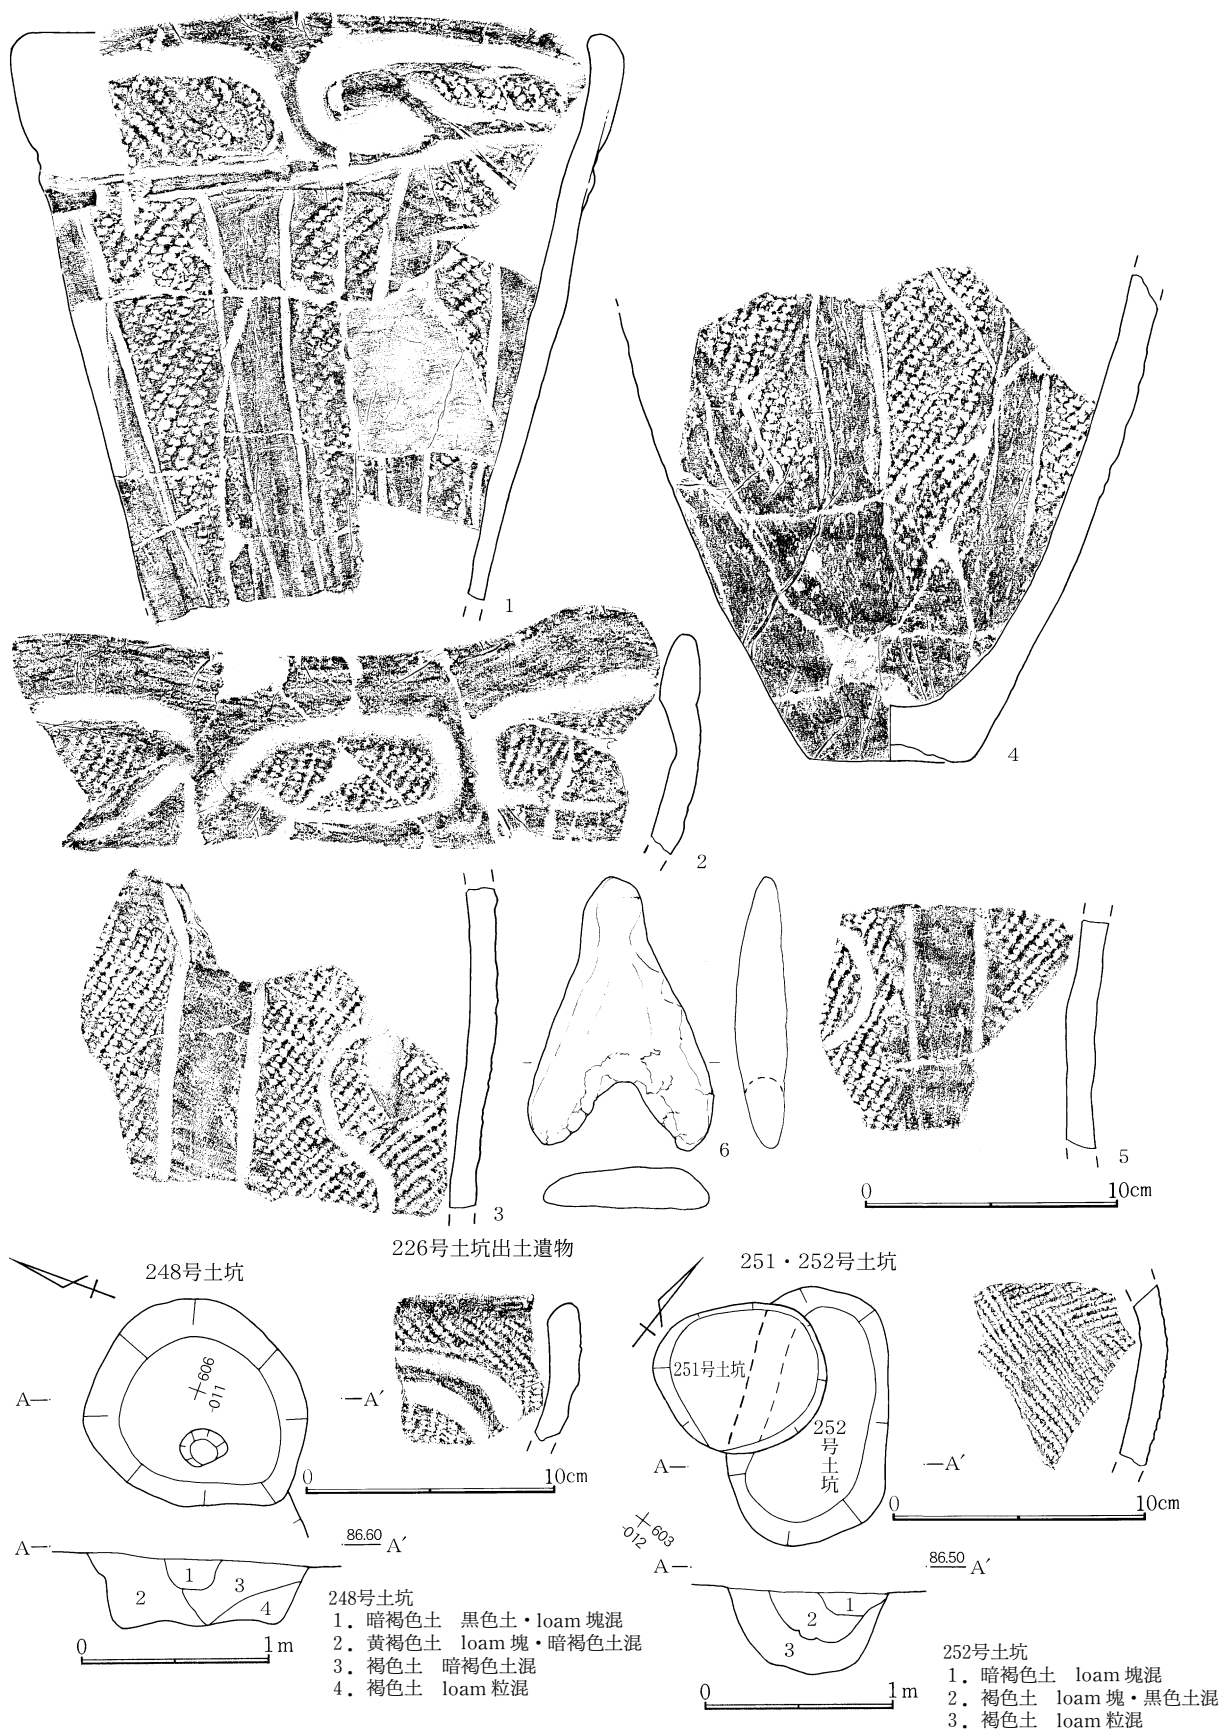 1
4
2
6
5
3
0 10cm
226号土坑出土遺物
248号土坑
606
-011
A A′
0 10cm
A 86.60 A′
1
2
3
4
0 1m
248号土坑
1．暗褐色土　黒色土・loam 塊混
2．黄褐色土　loam 塊・暗褐色土混
3．褐色土　暗褐色土混
4．褐色土　loam 粒混
251・252号土坑
251号土坑
252号土坑
A A′
603
-012
0 10cm
A 86.50 A′
1
2
3
0 1m
252号土坑
1．暗褐色土　loam 塊混
2．褐色土　loam 塊・黒色土混
3．褐色土　loam 粒混